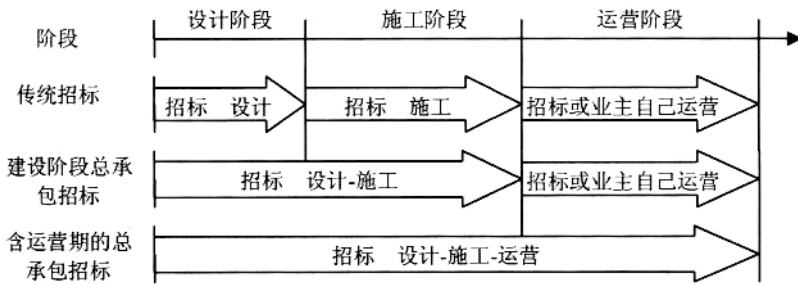 阶段
设计阶段 施工阶段 运营阶段
传统招标
招标 设计 招标 施工 招标或业主自己运营
建设阶段总承
包招标
招标 设计-施工 招标或业主自己运营
含运营期的总
承包招标
招标 设计-施工-运营